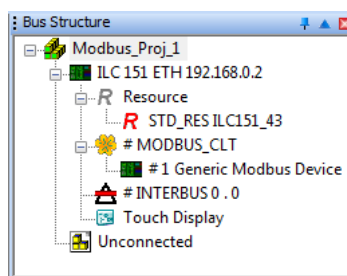 Bus Structure
Modbus_Proj_1
ILC 151 ETH 192.168.0.2
R Resource
R STD_RES ILC151_43
# MODBUS_CLT
# 1 Generic Modbus Device
# INTERBUS 0 . 0
Touch Display
Unconnected